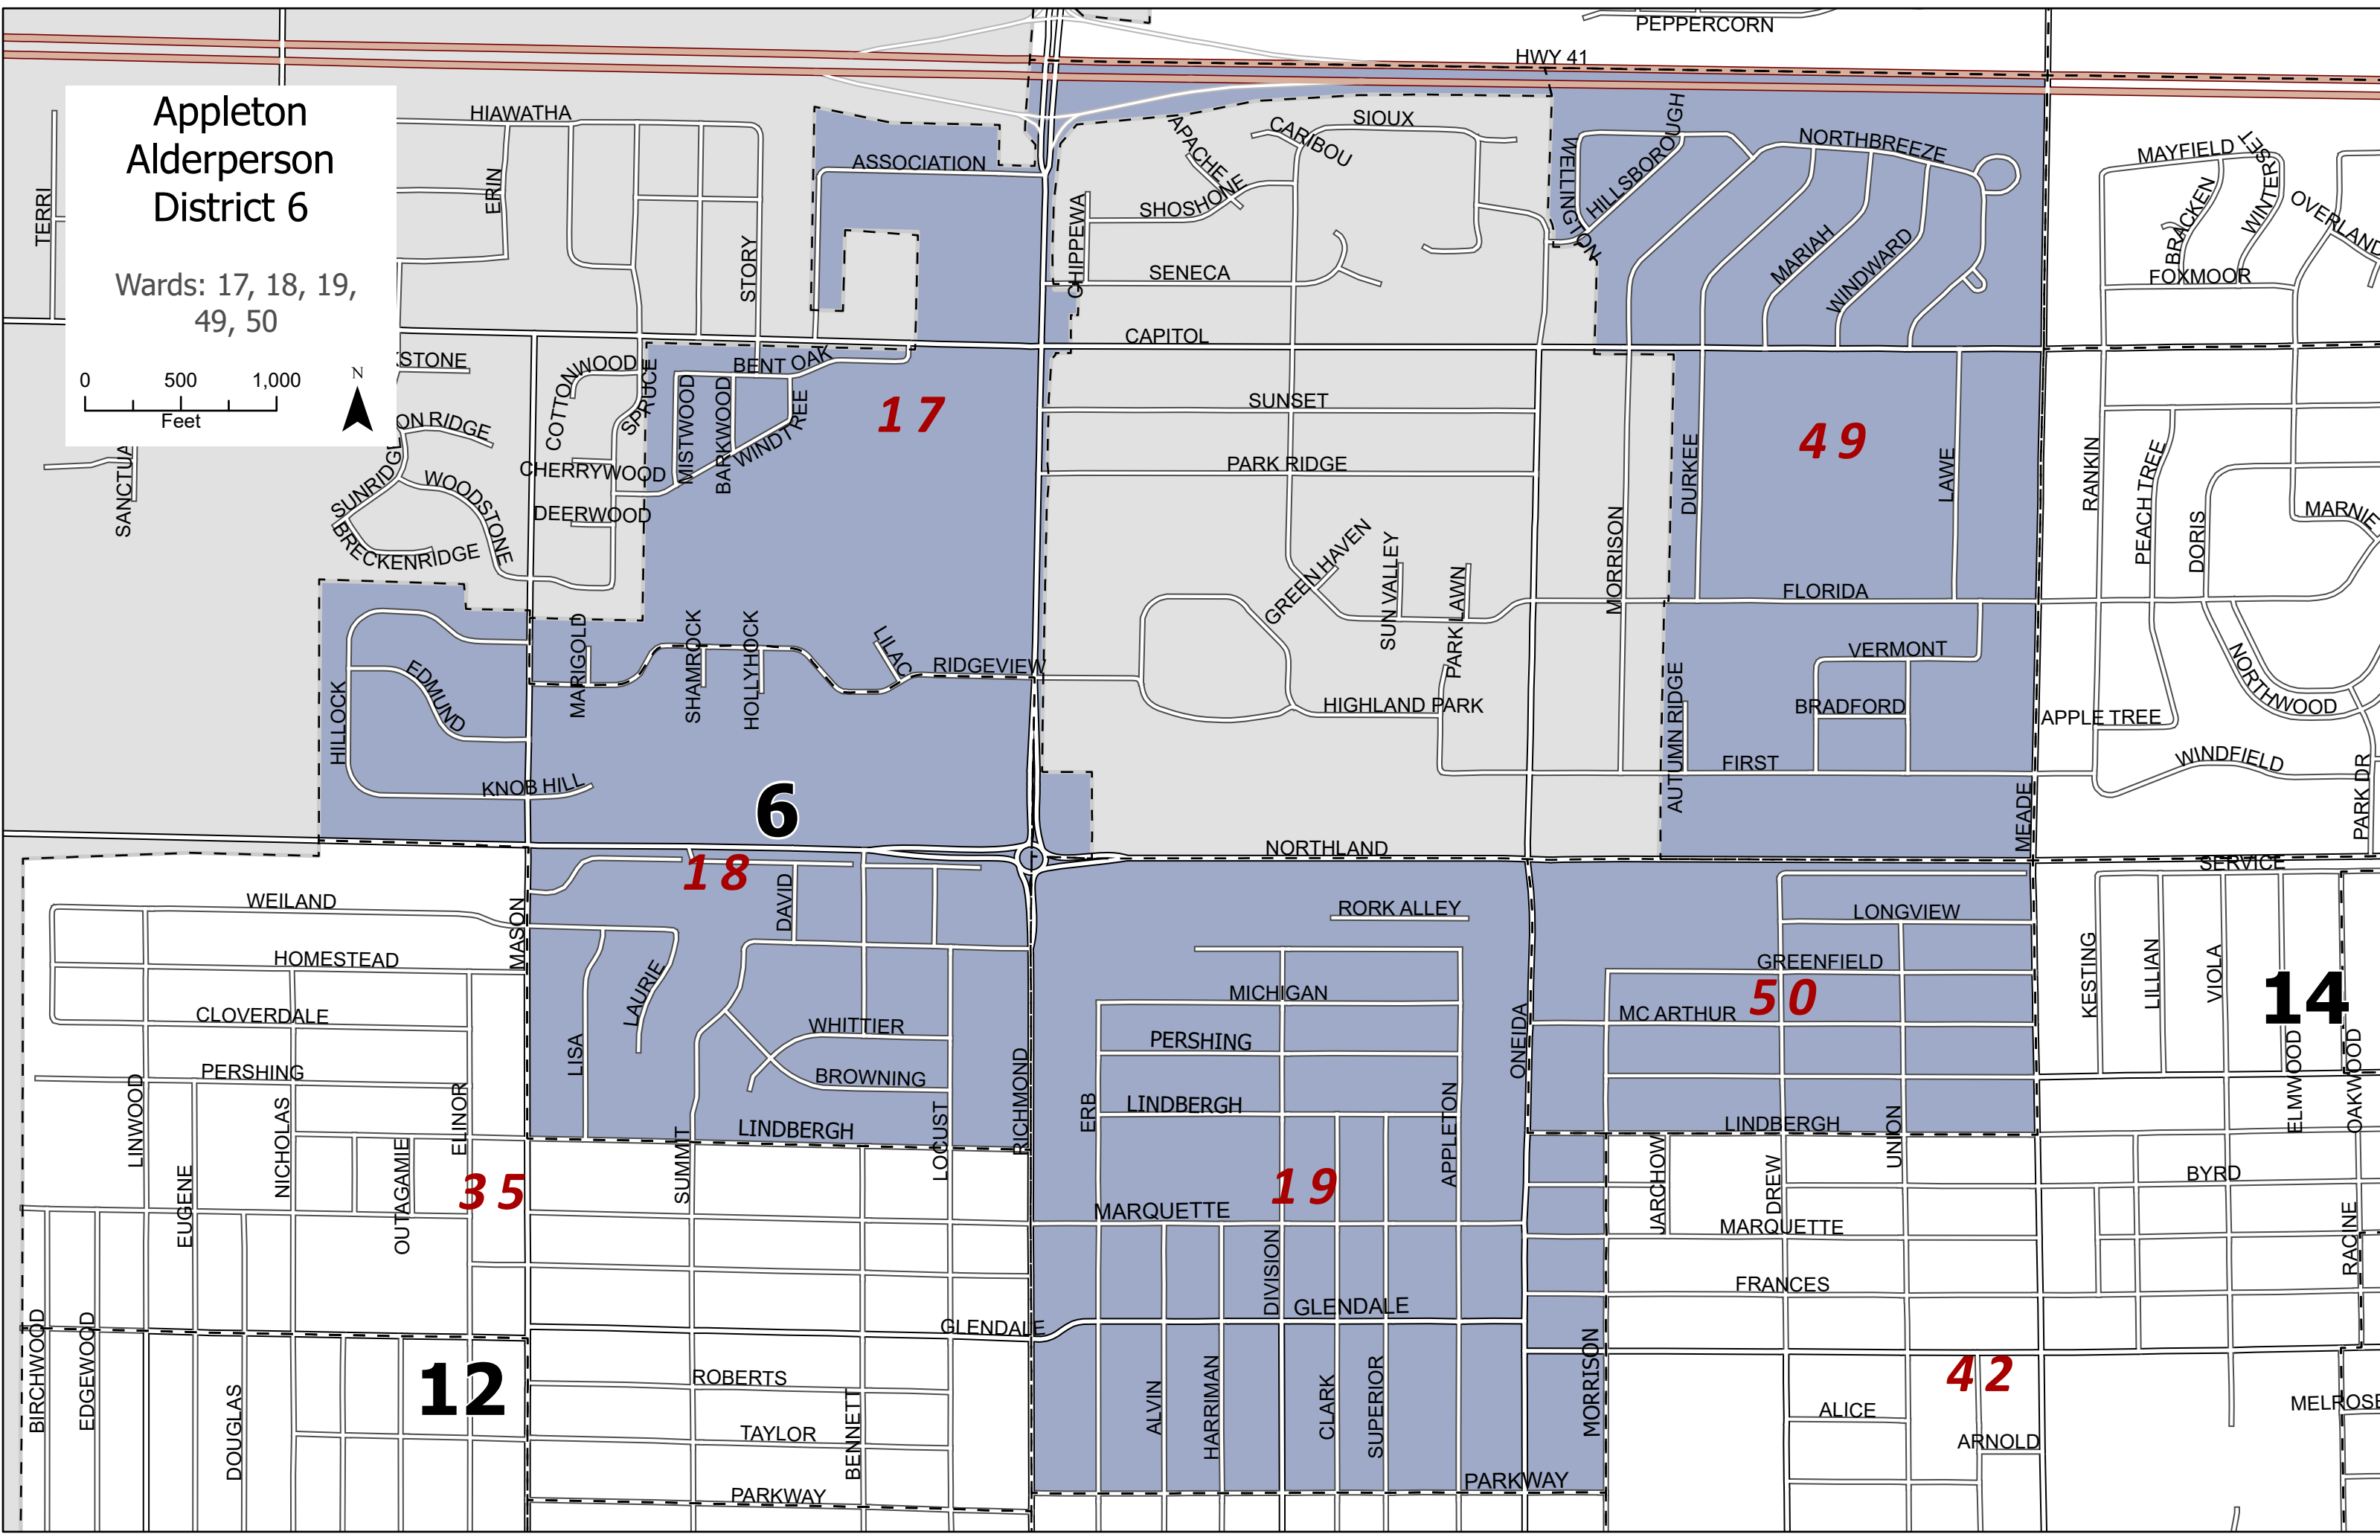 PEPPERCORN
HWY 41
Appleton
Alderperson
District 6
Wards: 17, 18, 19,
49, 50
0 500 1,000
Feet
N
HIAWATHA
TERRI
ERIN
STORY
ASSOCIATION
APACHE
CARIBOU
SIOUX
SHOSHONE
CHIPPEWA
SENECA
CAPITOL
WELLINGTON
HILLSBOROUGH
NORTHBREEZE
MARIAH
WINDWARD
MAYFIELD
WINTERSET
BRACKEN
OVERLAND
FOXMOOR
KSTONE
ON RIDGE
SUNRIDGE
WOODSTONE
BRECKENRIDGE
SANCTUA
COTTONWOOD
SPRUCE
CHERRYWOOD
DEERWOOD
MISTWOOD
BARKWOOD
BENT OAK
WINDTREE
17
SUNSET
PARK RIDGE
GREEN HAVEN
SUN VALLEY
PARK LAWN
MORRISON
DURKEE
49
LAWE
RANKIN
PEACH TREE
DORIS
MARNIE
FLORIDA
VERMONT
BRADFORD
AUTUMN RIDGE
FIRST
MEADE
APPLE TREE
NORTHWOOD
WINDFIELD
PARK DR
HILLOCK
EDMUND
KNOB HILL
MARIGOLD
SHAMROCK
HOLLYHOCK
LILAC
RIDGEVIEW
HIGHLAND PARK
6
18
NORTHLAND
SERVICE
WEILAND
HOMESTEAD
CLOVERDALE
PERSHING
MASON
LINWOOD
EUGENE
NICHOLAS
OUTAGAMIE
ELINOR
35
LISA
LAURIE
DAVID
WHITTIER
BROWNING
LINDBERGH
SUMMIT
LOCUST
RICHMOND
RORK ALLEY
MICHIGAN
PERSHING
LINDBERGH
ERB
APPLETON
ONEIDA
19
MARQUETTE
DIVISION
GLENDALE
LONGVIEW
GREENFIELD
50
MC ARTHUR
LINDBERGH
UNION
JARCHOW
DREW
MARQUETTE
FRANCES
KESTING
LILLIAN
VIOLA
14
ELMWOOD
OAKWOOD
BYRD
RACINE
BIRCHWOOD
EDGEWOOD
DOUGLAS
12
GLENDALE
ROBERTS
TAYLOR
BENNETT
PARKWAY
ALVIN
HARRIMAN
CLARK
SUPERIOR
MORRISON
PARKWAY
42
ALICE
ARNOLD
MELROSE